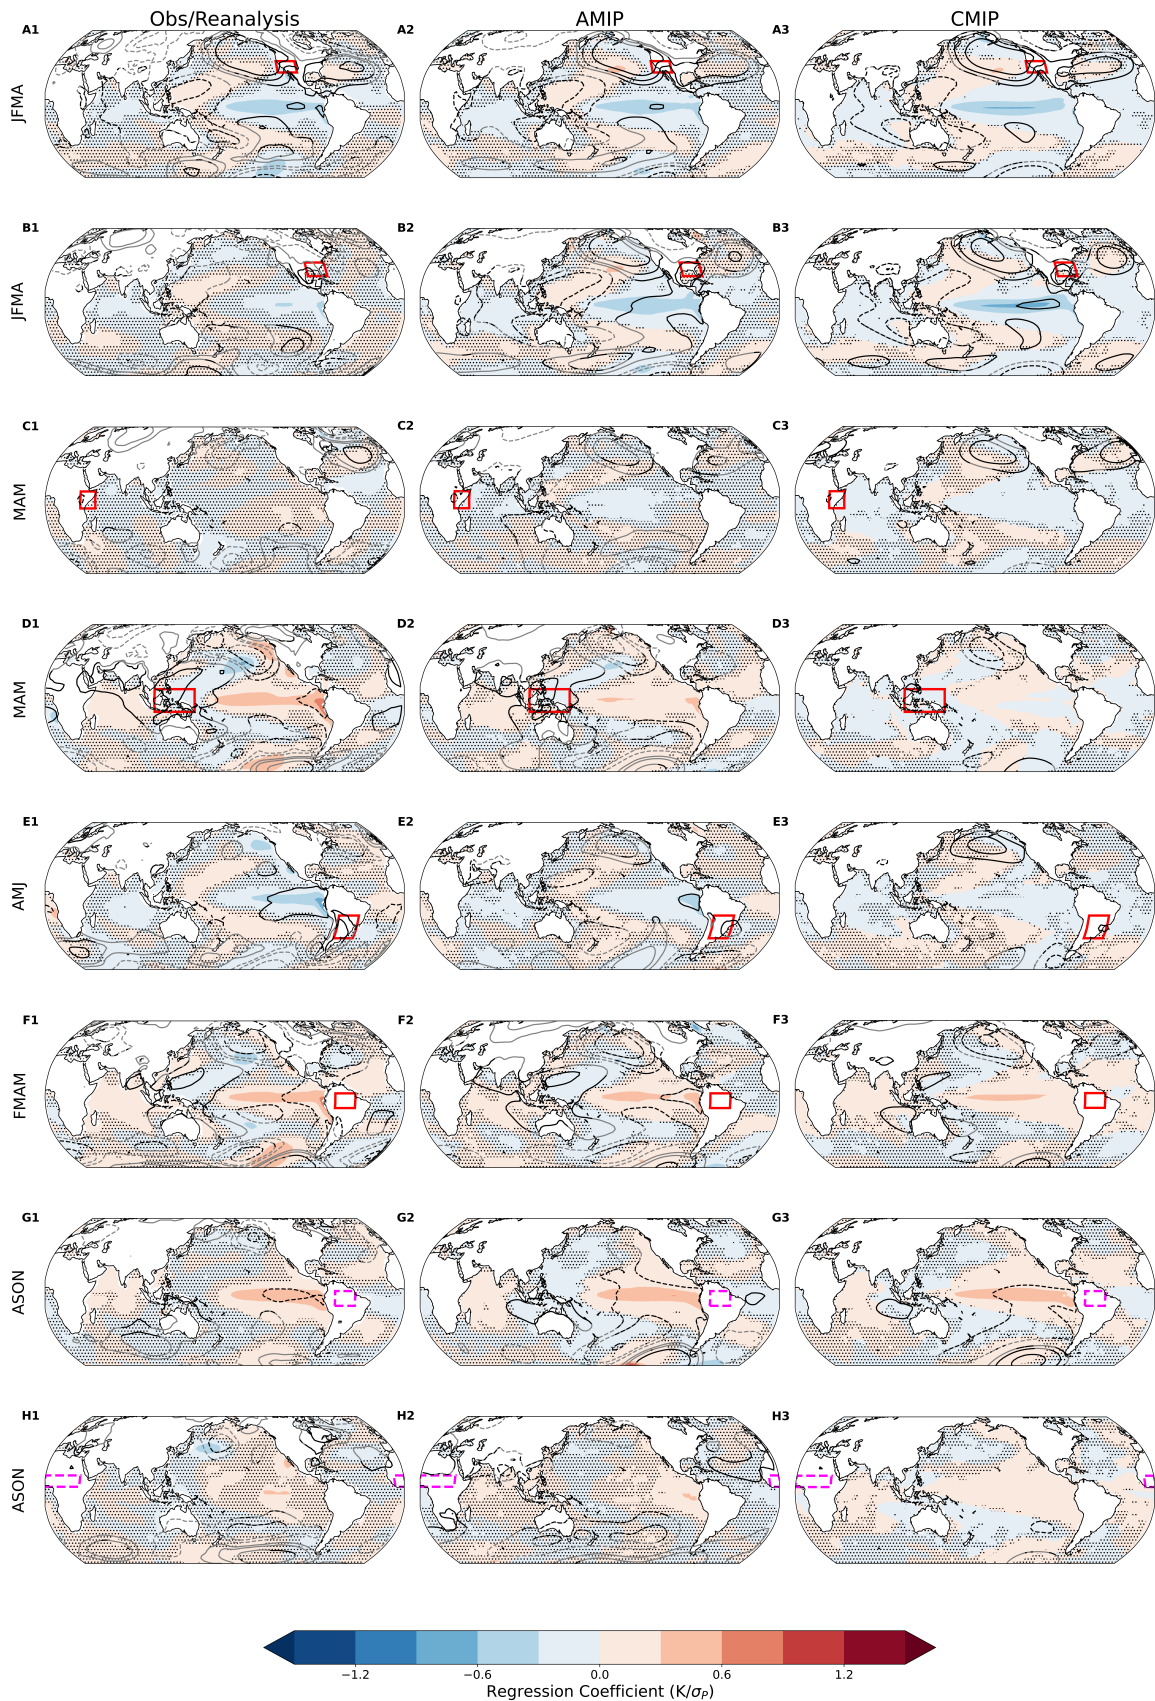 Obs/Reanalysis AMIP CMIP
A1 A2 A3
JFMA
B1 B2 B3
JFMA
C1 C2 C3
MAM
D1 D2 D3
MAM
E1 E2 E3
AMJ
F1 F2 F3
FMAM
G1 G2 G3
ASON
H1 H2 H3
ASON
−1.2 −0.6 0.0 0.6 1.2
Regression Coefficient (K/σP)